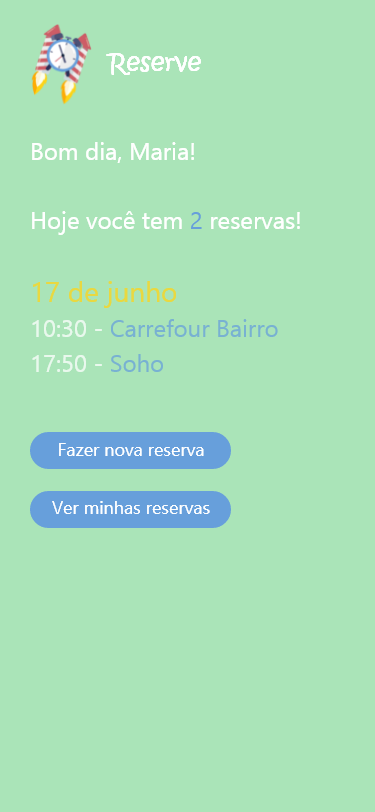 Reserve
Bom dia, Maria!
Hoje você tem 2 reservas!
17 de junho
10:30 - Carrefour Bairro
17:50 - Soho
Fazer nova reserva
Ver minhas reservas